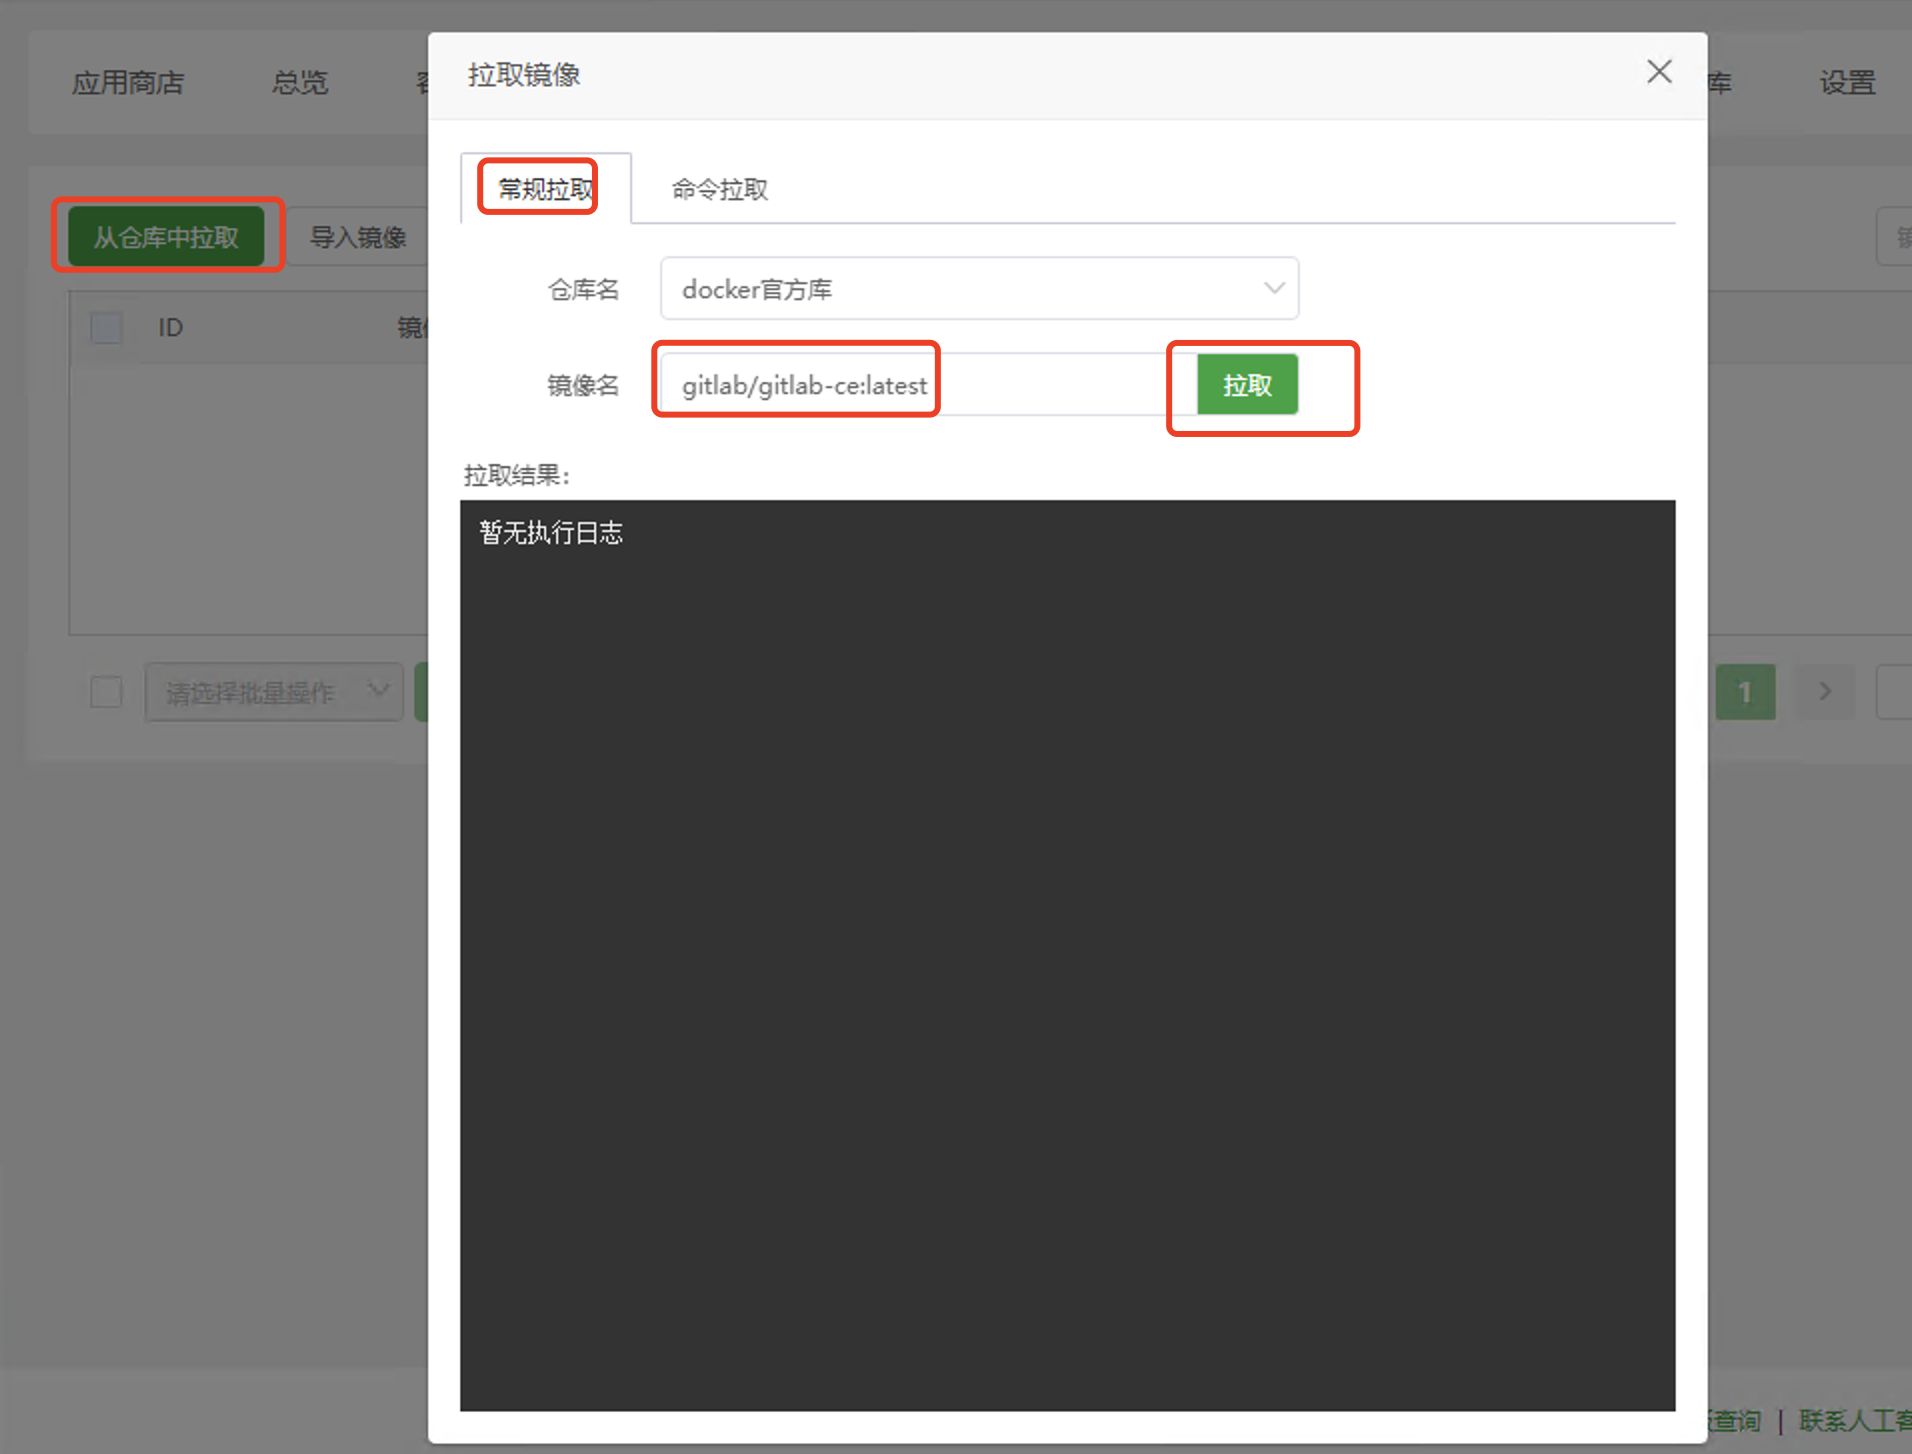 应用商店
总览
拉取镜像
库
设置
常规拉取
命令拉取
从仓库中拉取
导入镜像
仓库名
docker官方库
ID
镜
镜像名
gitlab/gitlab-ce:latest
拉取
拉取结果：
暂无执行日志
请选择批量操作
1
查询 | 联系人工